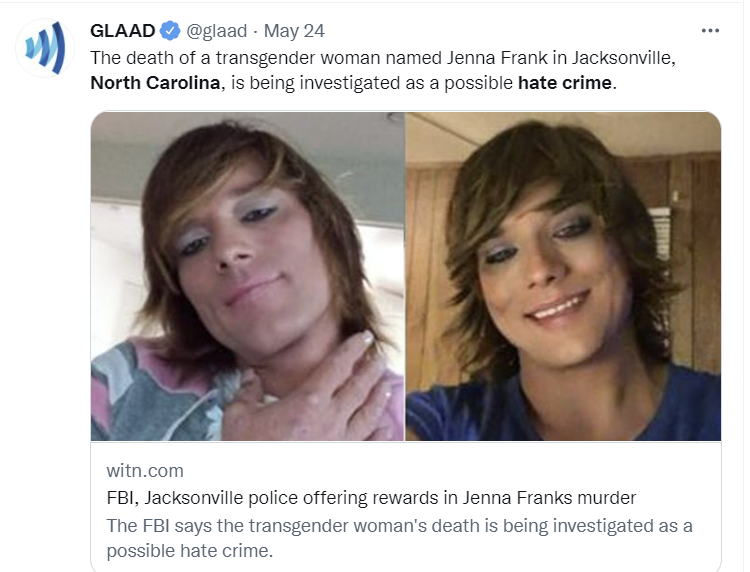 GLAAD @glaad · May 24
The death of a transgender woman named Jenna Frank in Jacksonville,
North Carolina, is being investigated as a possible hate crime.
witn.com
FBI, Jacksonville police offering rewards in Jenna Franks murder
The FBI says the transgender woman's death is being investigated as a
possible hate crime.